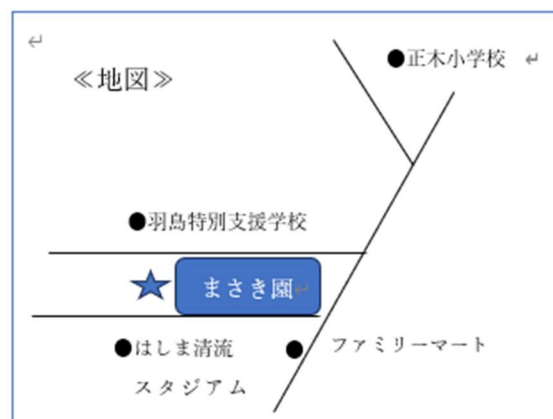 ●正木小学校
≪地図≫
●羽島特別支援学校
★ まさき園
●はしま清流
スタジアム
● ファミリーマート